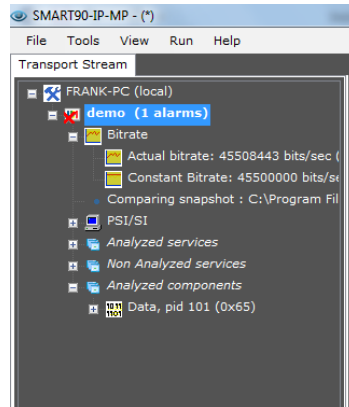 SMART90-IP-MP - (*)
File Tools View Run Help
Transport Stream
FRANK-PC (local)
demo (1 alarms)
Bitrate
Actual bitrate: 45508443 bits/sec (
Constant Bitrate: 45500000 bits/se
Comparing snapshot : C:\Program Fil
PSI/SI
Analyzed services
Non Analyzed services
Analyzed components
Data, pid 101 (0x65)